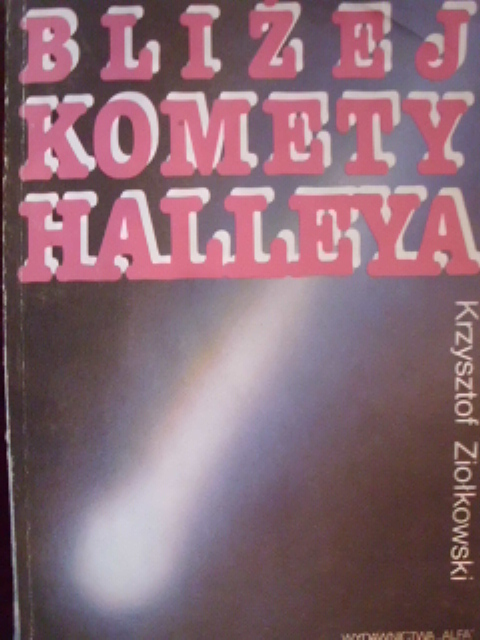 BLIŻEJ
KOMETY
HALLEYA
Krzysztof Ziołkowski
WYDAWNICTWA „ALFA”